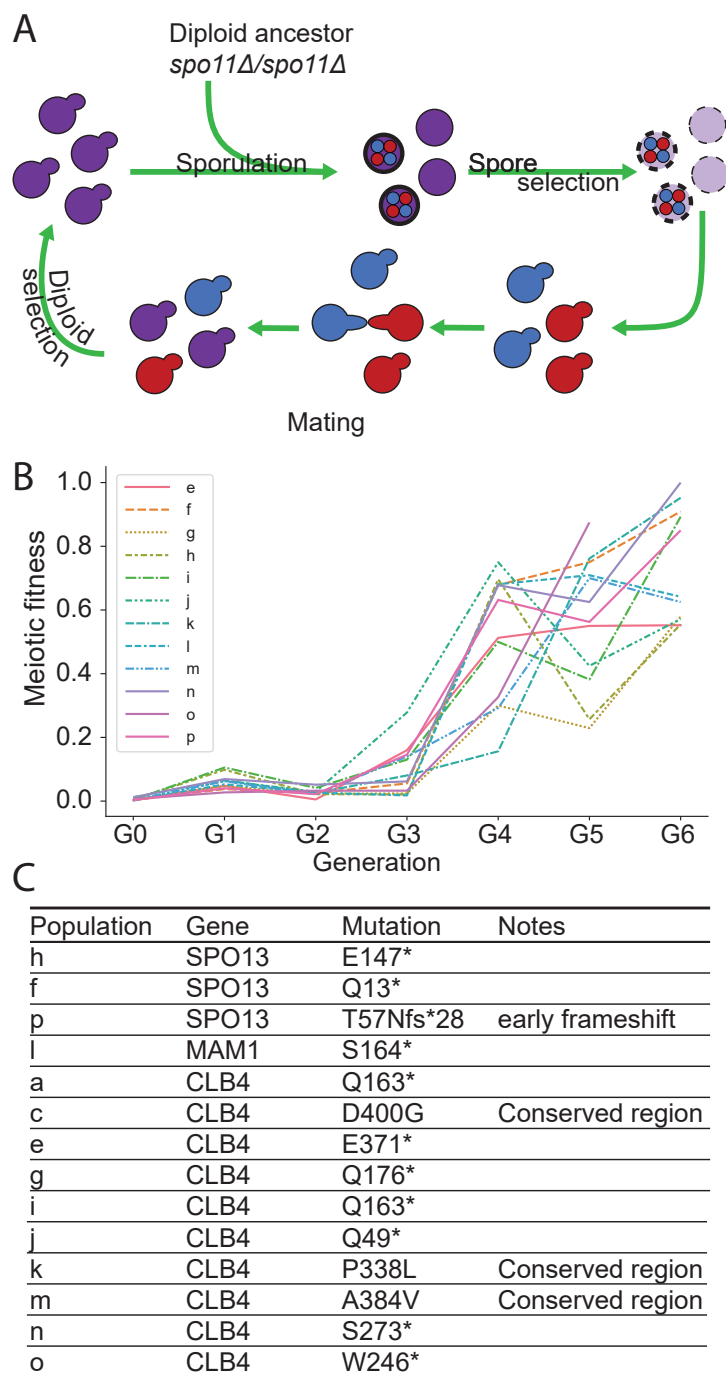 A
Diploid ancestor
spo11Δ/spo11Δ
Sporulation
Spore
selection
Diploid
selection
Mating
B
Meiotic fitness
1.0
0.8
0.6
0.4
0.2
0.0
e
f
g
h
i
j
k
l
m
n
o
p
G0 G1 G2 G3 G4 G5 G6
Generation
C
Population Gene Mutation Notes
h SPO13 E147*
f SPO13 Q13*
p SPO13 T57Nfs*28 early frameshift
l MAM1 S164*
a CLB4 Q163*
c CLB4 D400G Conserved region
e CLB4 E371*
g CLB4 Q176*
i CLB4 Q163*
j CLB4 Q49*
k CLB4 P338L Conserved region
m CLB4 A384V Conserved region
n CLB4 S273*
o CLB4 W246*